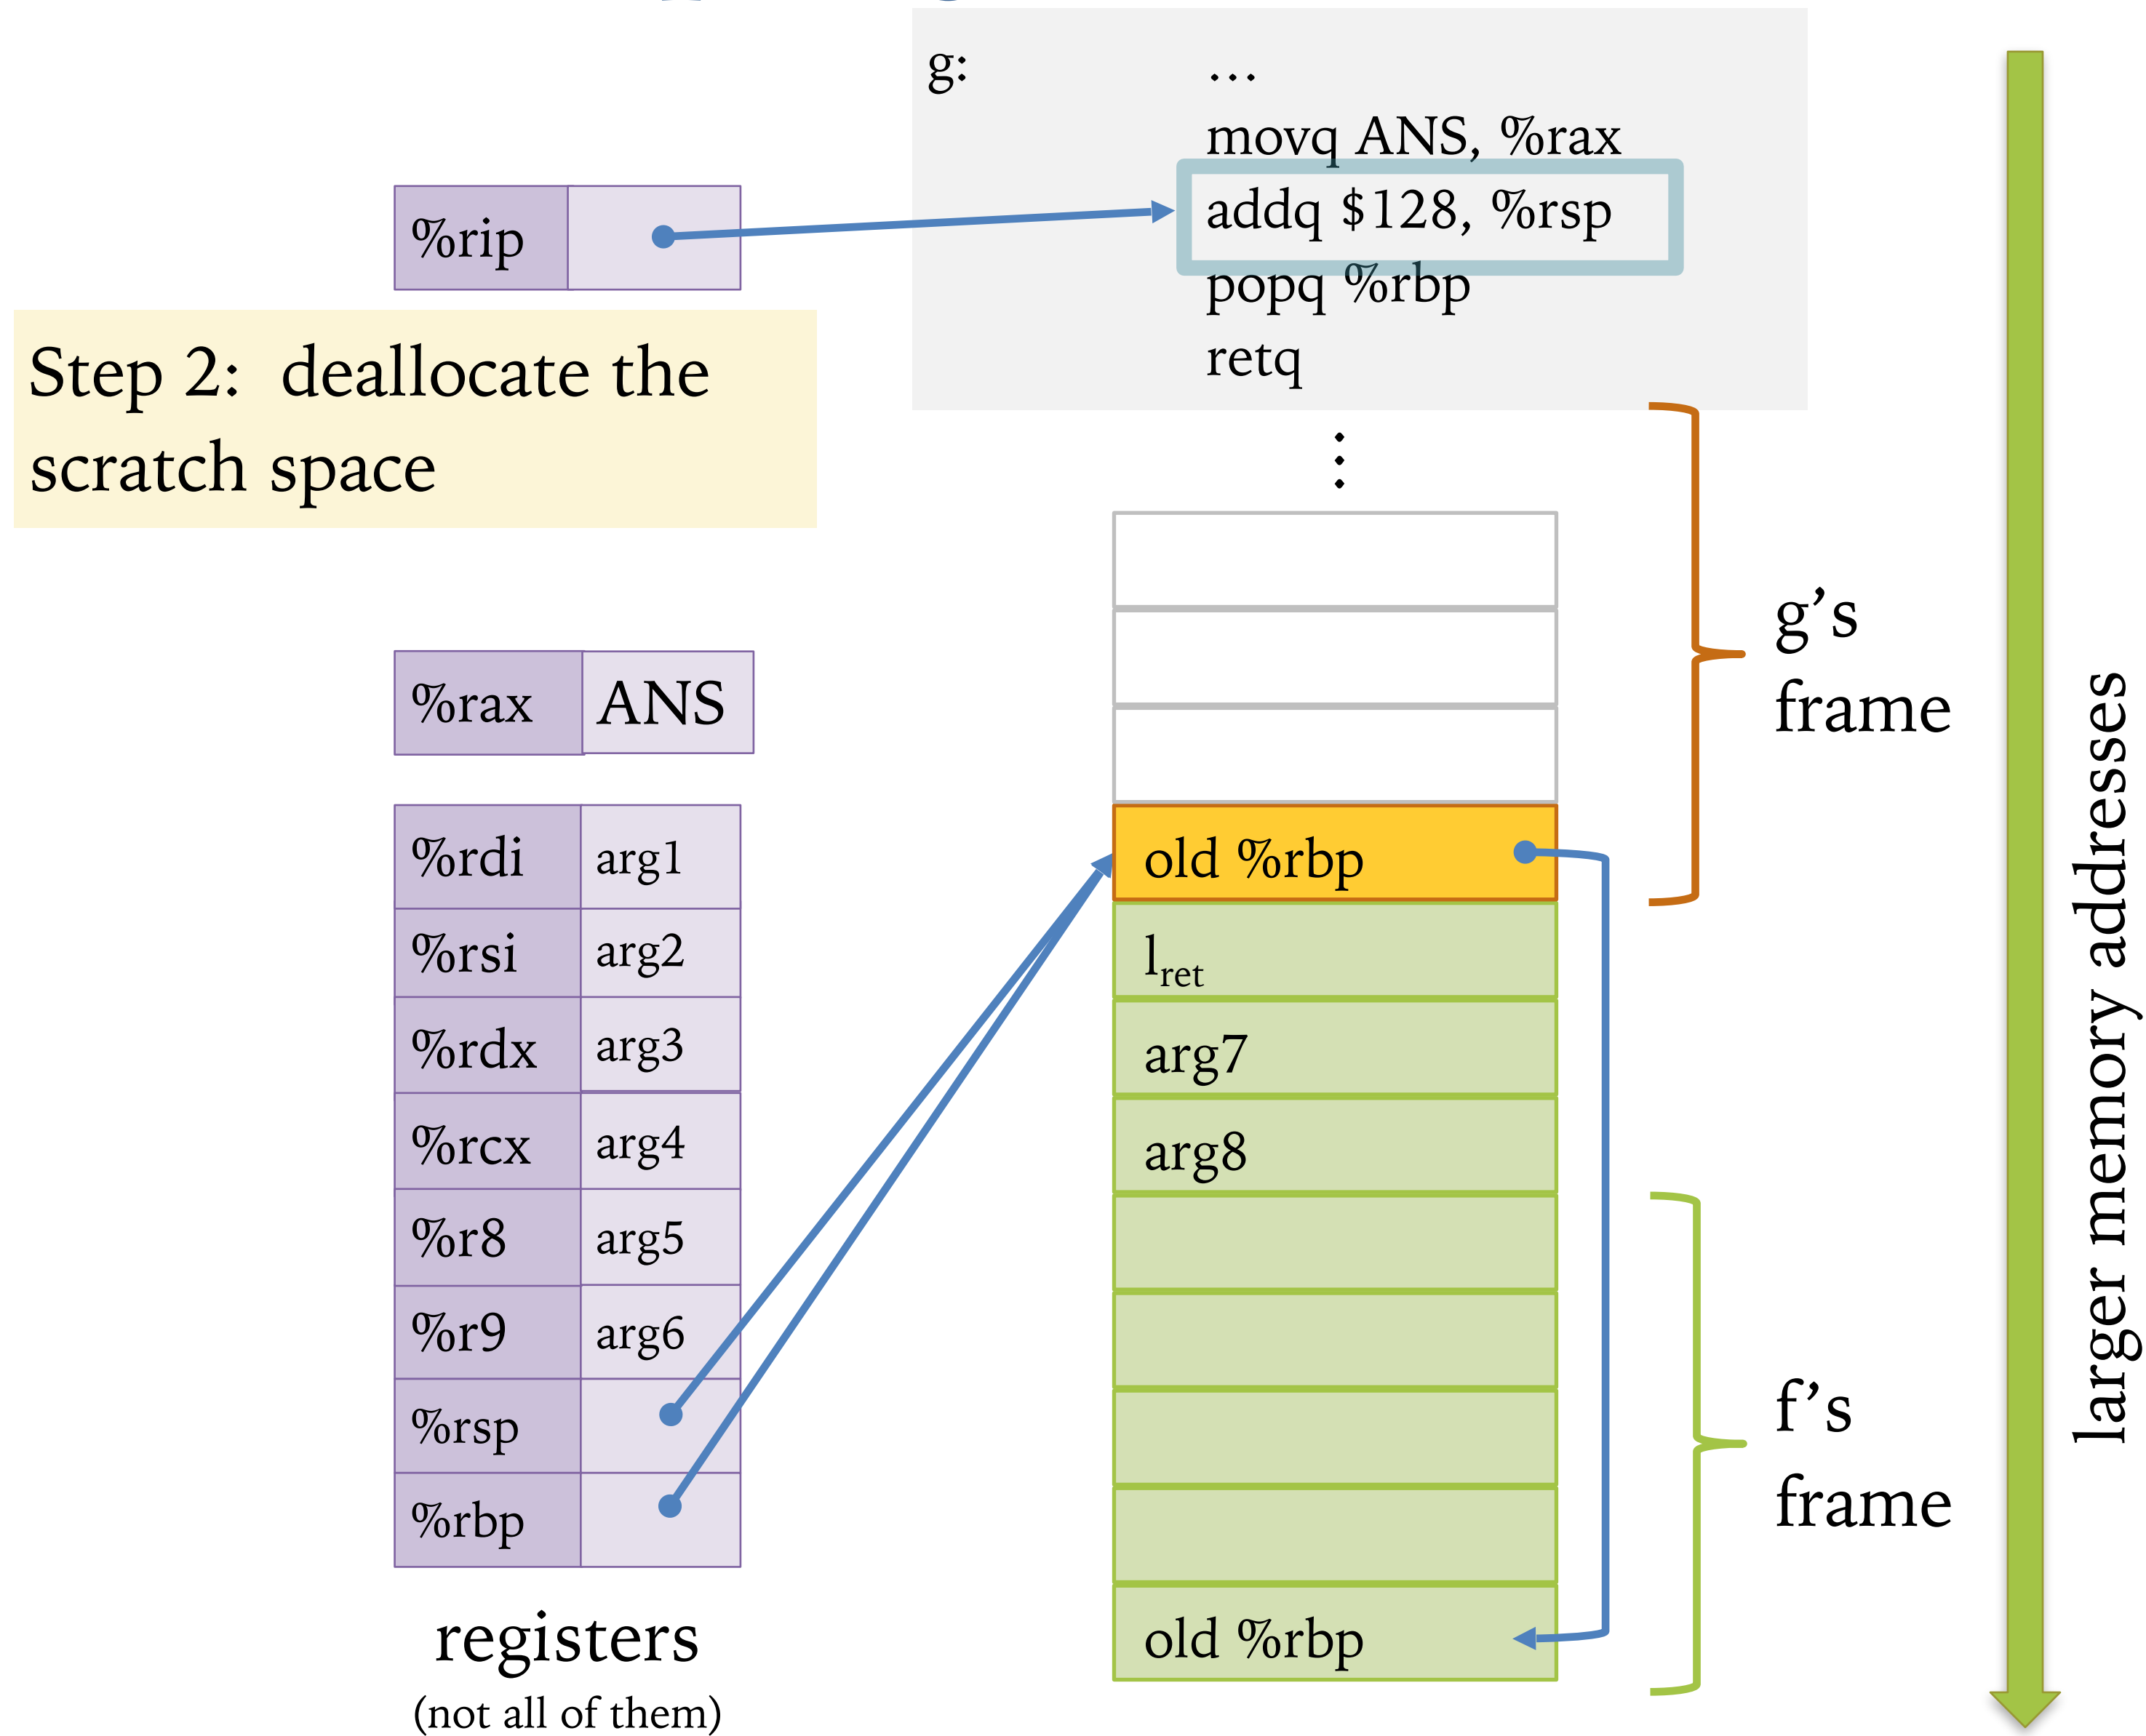 g:
…
movq ANS, %rax
addq $128, %rsp
popq %rbp
retq
%rip
Step 2: deallocate the
scratch space
%rax ANS
%rdi arg1
%rsi arg2
%rdx arg3
%rcx arg4
%r8 arg5
%r9 arg6
%rsp
%rbp
registers
(not all of them)
old %rbp
lret
arg7
arg8
old %rbp
g’s
frame
f’s
frame
larger memory addresses